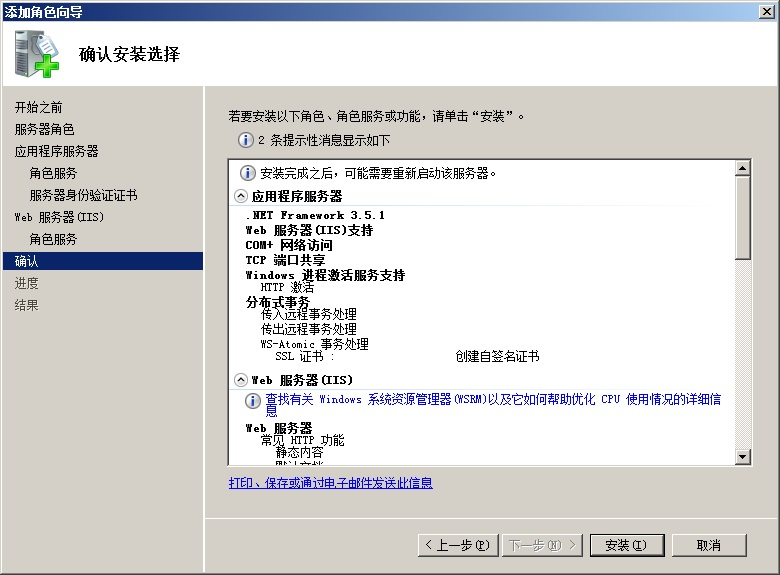 添加角色向导
确认安装选择
开始之前
服务器角色
应用程序服务器
角色服务
服务器身份验证证书
Web 服务器(IIS)
角色服务
确认
进度
结果
若要安装以下角色、角色服务或功能，请单击“安装”。
2 条提示性消息显示如下
安装完成之后，可能需要重新启动该服务器。
应用程序服务器
.NET Framework 3.5.1
Web 服务器(IIS)支持
COM+ 网络访问
TCP 端口共享
Windows 进程激活服务支持
HTTP 激活
分布式事务
传入远程事务处理
传出远程事务处理
WS-Atomic 事务处理
SSL 证书 : 创建自签名证书
Web 服务器(IIS)
查找有关 Windows 系统资源管理器(WSRM)以及它如何帮助优化 CPU 使用情况的详细信
息
Web 服务器
常见 HTTP 功能
静态内容
默认文档
打印、保存或通过电子邮件发送此信息
< 上一步(P) 下一步(N) > 安装(I) 取消